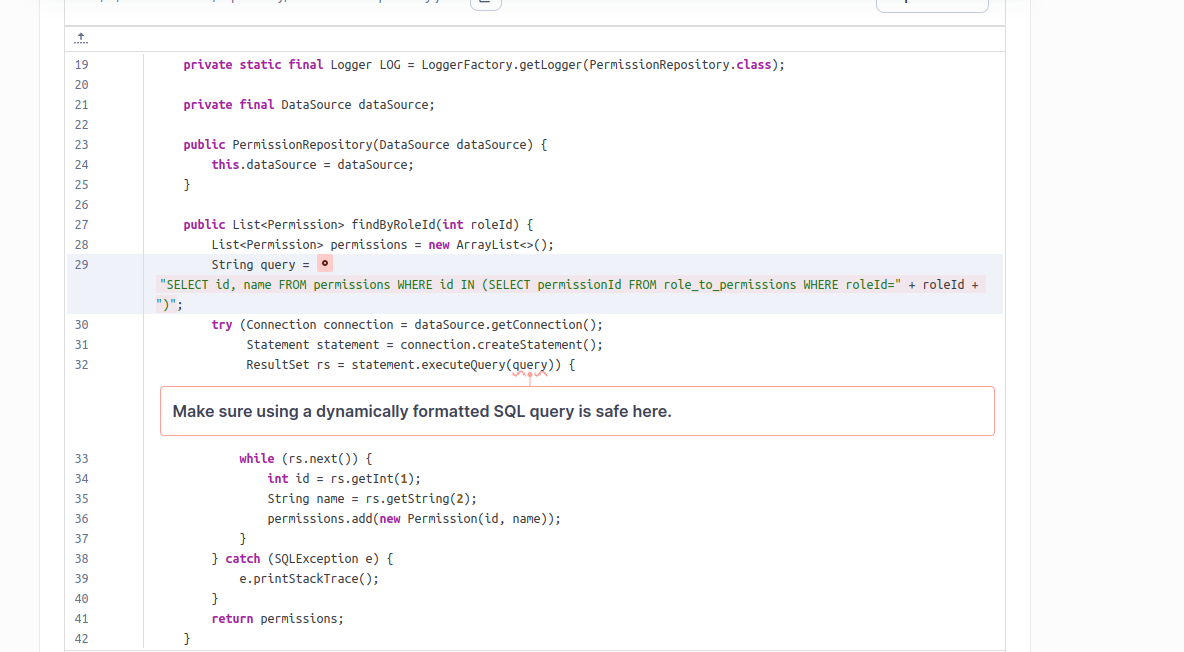 19 private static final Logger LOG = LoggerFactory.getLogger(PermissionRepository.class);
20
21 private final DataSource dataSource;
22
23 public PermissionRepository(DataSource dataSource) {
24 this.dataSource = dataSource;
25 }
26
27 public List<Permission> findByRoleId(int roleId) {
28 List<Permission> permissions = new ArrayList<>();
29 String query =
"SELECT id, name FROM permissions WHERE id IN (SELECT permissionId FROM role_to_permissions WHERE roleId=" + roleId +
")";
30 try (Connection connection = dataSource.getConnection();
31 Statement statement = connection.createStatement();
32 ResultSet rs = statement.executeQuery(query)) {
Make sure using a dynamically formatted SQL query is safe here.
33 while (rs.next()) {
34 int id = rs.getInt(1);
35 String name = rs.getString(2);
36 permissions.add(new Permission(id, name));
37 }
38 } catch (SQLException e) {
39 e.printStackTrace();
40 }
41 return permissions;
42 }